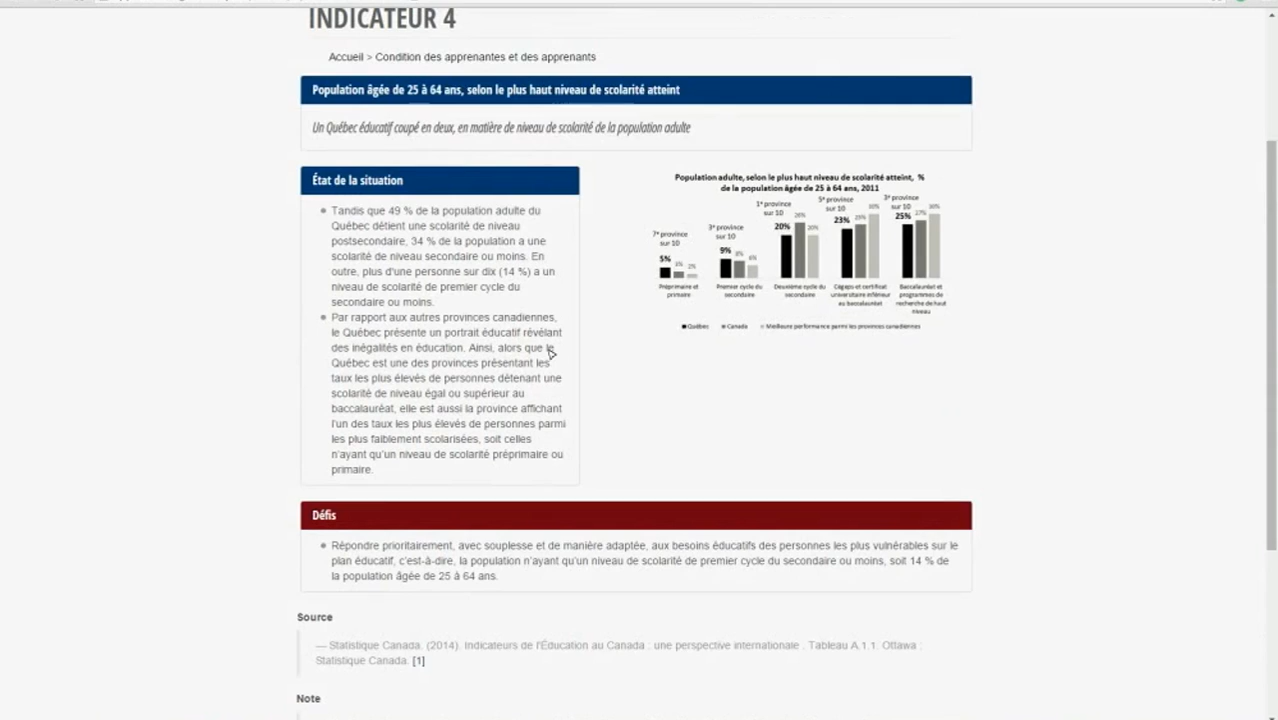 INDICATEUR 4
Accueil > Condition des apprenantes et des apprenants
Population âgée de 25 à 64 ans, selon le plus haut niveau de scolarité atteint
Un Québec éducatif coupé en deux, en matière de niveau de scolarité de la population adulte
État de la situation
Tandis que 49 % de la population adulte du
Québec détient une scolarité de niveau
postsecondaire, 34 % de la population a une
scolarité de niveau secondaire ou moins. En
outre, plus d'une personne sur dix (14 %) a un
niveau de scolarité de premier cycle du
secondaire ou moins.
Par rapport aux autres provinces canadiennes,
le Québec présente un portrait éducatif révélant
des inégalités en éducation. Ainsi, alors que le
Québec est une des provinces présentant les
taux les plus élevés de personnes détenant une
scolarité de niveau égal ou supérieur au
baccalauréat, elle est aussi la province affichant
l'un des taux les plus élevés de personnes parmi
les plus faiblement scolarisées, soit celles
n'ayant qu'un niveau de scolarité préprimaire ou
primaire.
Population adulte, selon le plus haut niveau de scolarité atteint, %
de la population âgée de 25 à 64 ans, 2011
7e province
sur 10
5%
3%
2%
Préprimaire et
primaire
3e province
sur 10
9%
8%
6%
Premier cycle du
secondaire
1e province
sur 10
20%
26%
20%
Deuxième cycle du
secondaire
5e province
sur 10
23%
30%
Cégeps et certificat
universitaire inférieur
au baccalauréat
3e province
sur 10
25%
27%
30%
Baccalauréat et
programmes de
recherche de haut
niveau
Québec
Canada
Meilleure performance parmi les provinces canadiennes
Défis
Répondre prioritairement, avec souplesse et de manière adaptée, aux besoins éducatifs des personnes les plus vulnérables sur le
plan éducatif, c'est-à-dire, la population n'ayant qu'un niveau de scolarité de premier cycle du secondaire ou moins, soit 14 % de
la population âgée de 25 à 64 ans.
Source
— Statistique Canada. (2014). Indicateurs de l'Éducation au Canada : une perspective internationale . Tableau A.1.1. Ottawa :
Statistique Canada. [1]
Note